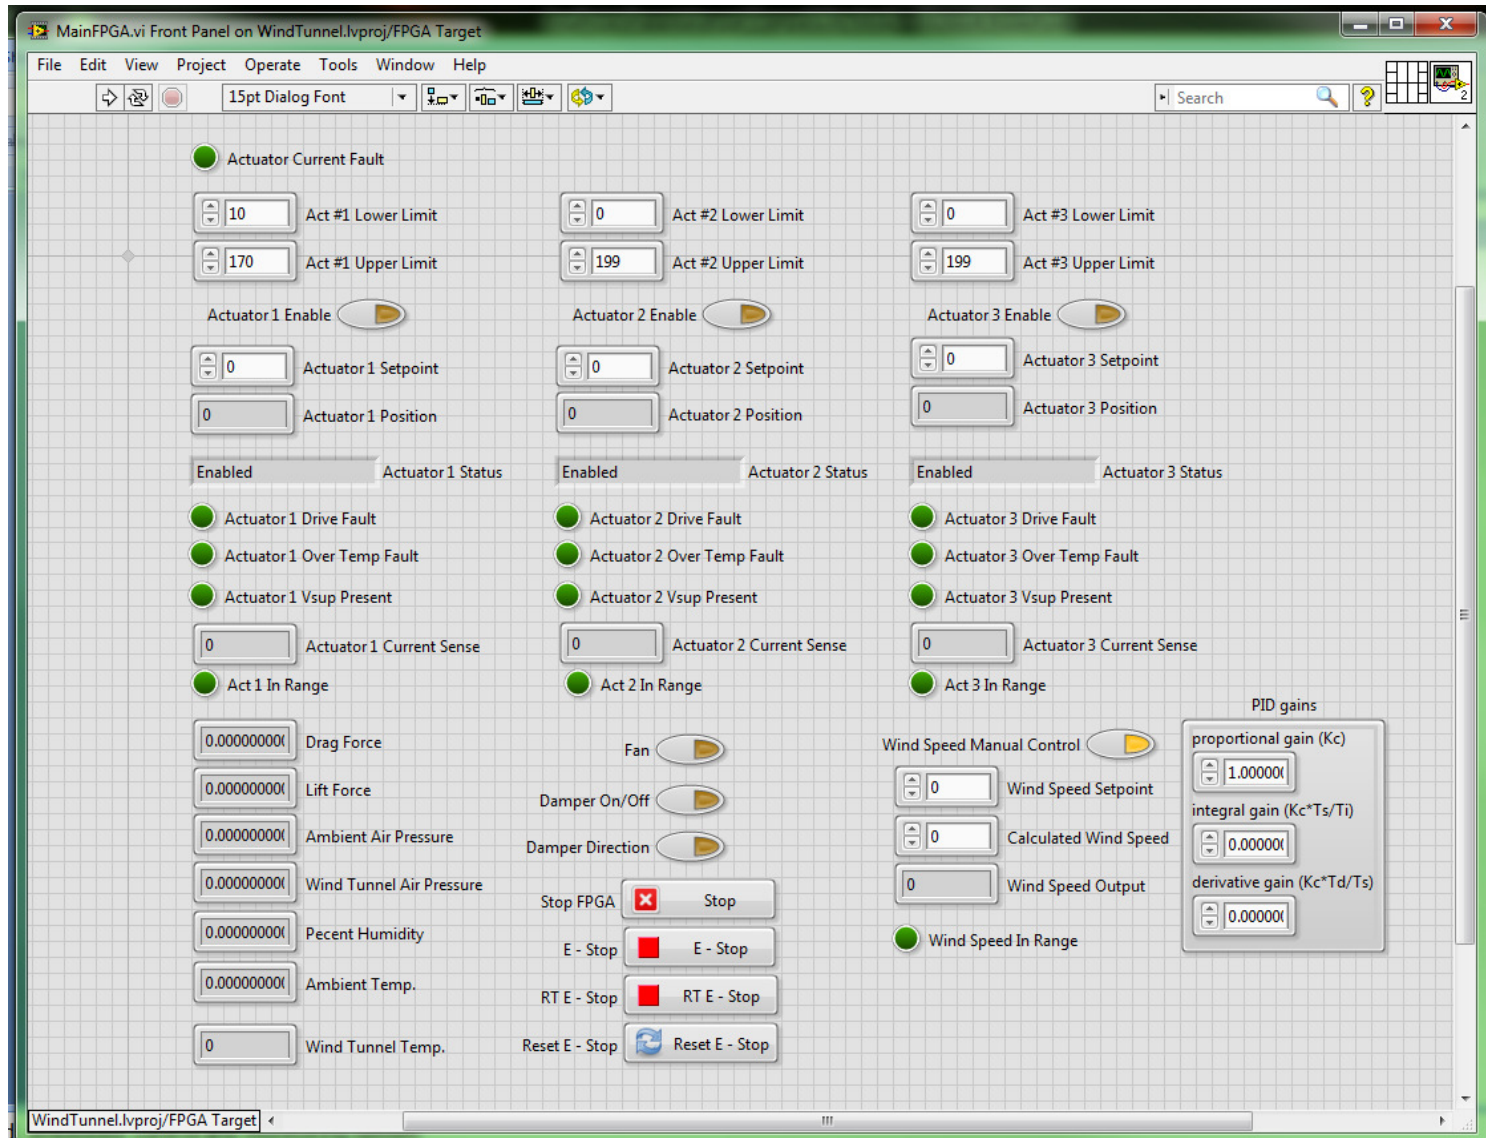 MainFPGA.vi Front Panel on WindTunnel.lvproj/FPGA Target
File Edit View Project Operate Tools Window Help
15pt Dialog Font
Search
2
Actuator Current Fault
10 Act #1 Lower Limit
0 Act #2 Lower Limit
0 Act #3 Lower Limit
170 Act #1 Upper Limit
199 Act #2 Upper Limit
199 Act #3 Upper Limit
Actuator 1 Enable
Actuator 2 Enable
Actuator 3 Enable
0 Actuator 1 Setpoint
0 Actuator 2 Setpoint
0 Actuator 3 Setpoint
0 Actuator 1 Position
0 Actuator 2 Position
0 Actuator 3 Position
Enabled Actuator 1 Status
Enabled Actuator 2 Status
Enabled Actuator 3 Status
Actuator 1 Drive Fault
Actuator 2 Drive Fault
Actuator 3 Drive Fault
Actuator 1 Over Temp Fault
Actuator 2 Over Temp Fault
Actuator 3 Over Temp Fault
Actuator 1 Vsup Present
Actuator 2 Vsup Present
Actuator 3 Vsup Present
0 Actuator 1 Current Sense
0 Actuator 2 Current Sense
0 Actuator 3 Current Sense
Act 1 In Range
Act 2 In Range
Act 3 In Range
0.00000000 Drag Force
0.00000000 Lift Force
0.00000000 Ambient Air Pressure
0.00000000 Wind Tunnel Air Pressure
0.00000000 Pecent Humidity
0.00000000 Ambient Temp.
0 Wind Tunnel Temp.
Fan
Damper On/Off
Damper Direction
Stop FPGA Stop
E - Stop E - Stop
RT E - Stop RT E - Stop
Reset E - Stop Reset E - Stop
Wind Speed Manual Control
0 Wind Speed Setpoint
0 Calculated Wind Speed
0 Wind Speed Output
Wind Speed In Range
PID gains
proportional gain (Kc)
1.00000
integral gain (Kc*Ts/Ti)
0.00000
derivative gain (Kc*Td/Ts)
0.00000
WindTunnel.lvproj/FPGA Target